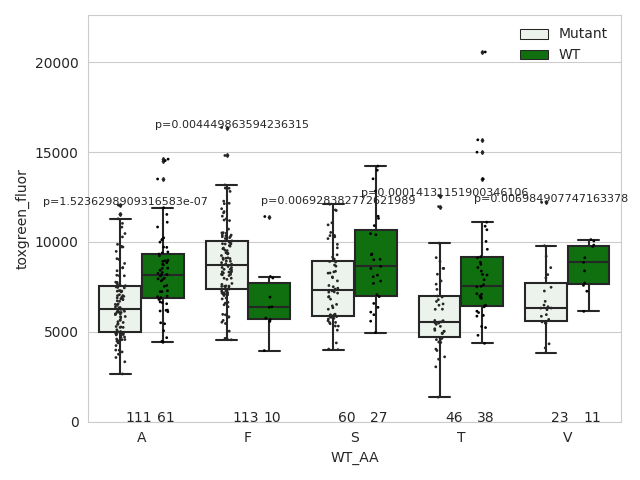 Mutant
WT
20000
p=0.004449863594236315
15000
p=0.00014131151900346106
p=1.5236298909316583e-07
p=0.006928382772621989
p=0.006984907747163378
toxgreen_fluor
10000
5000
0
111 61 113 10 60 27 46 38 23 11
A F S T V
WT_AA